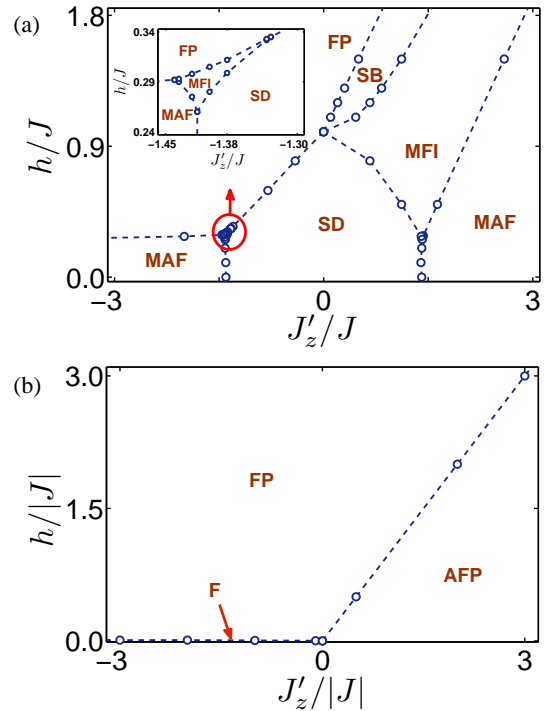 (a)
1.8
0.9
0.0
h/J
−3
0
3
J′z/J
FP
SB
MFI
SD
MAF
MAF
0.34
0.29
0.24
h/J
−1.45
−1.38
−1.30
J′z/J
FP
MFI
MAF
SD
(b)
3.0
1.5
0.0
h/|J|
−3
0
3
J′z/|J|
FP
F
AFP